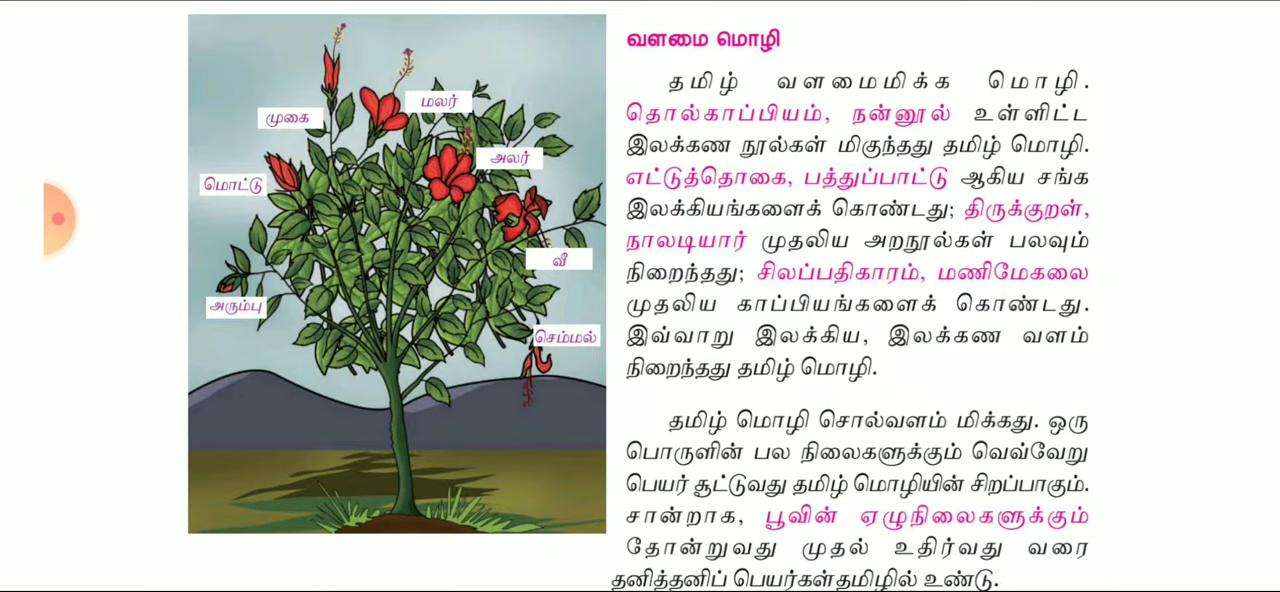 முகை
மலர்
அலர்
மொட்டு
வீ
அரும்பு
செம்மல்
வளமை மொழி
தமிழ் வளமைமிக்க மொழி.
தொல்காப்பியம், நன்னூல் உள்ளிட்ட
இலக்கண நூல்கள் மிகுந்தது தமிழ் மொழி.
எட்டுத்தொகை, பத்துப்பாட்டு ஆகிய சங்க
இலக்கியங்களைக் கொண்டது; திருக்குறள்,
நாலடியார் முதலிய அறநூல்கள் பலவும்
நிறைந்தது; சிலப்பதிகாரம், மணிமேகலை
முதலிய காப்பியங்களைக் கொண்டது.
இவ்வாறு இலக்கிய, இலக்கண வளம்
நிறைந்தது தமிழ் மொழி.
தமிழ் மொழி சொல்வளம் மிக்கது. ஒரு
பொருளின் பல நிலைகளுக்கும் வெவ்வேறு
பெயர் சூட்டுவது தமிழ் மொழியின் சிறப்பாகும்.
சான்றாக, பூவின் ஏழுநிலைகளுக்கும்
தோன்றுவது முதல் உதிர்வது வரை
தனித்தனிப் பெயர்கள்தமிழில் உண்டு.